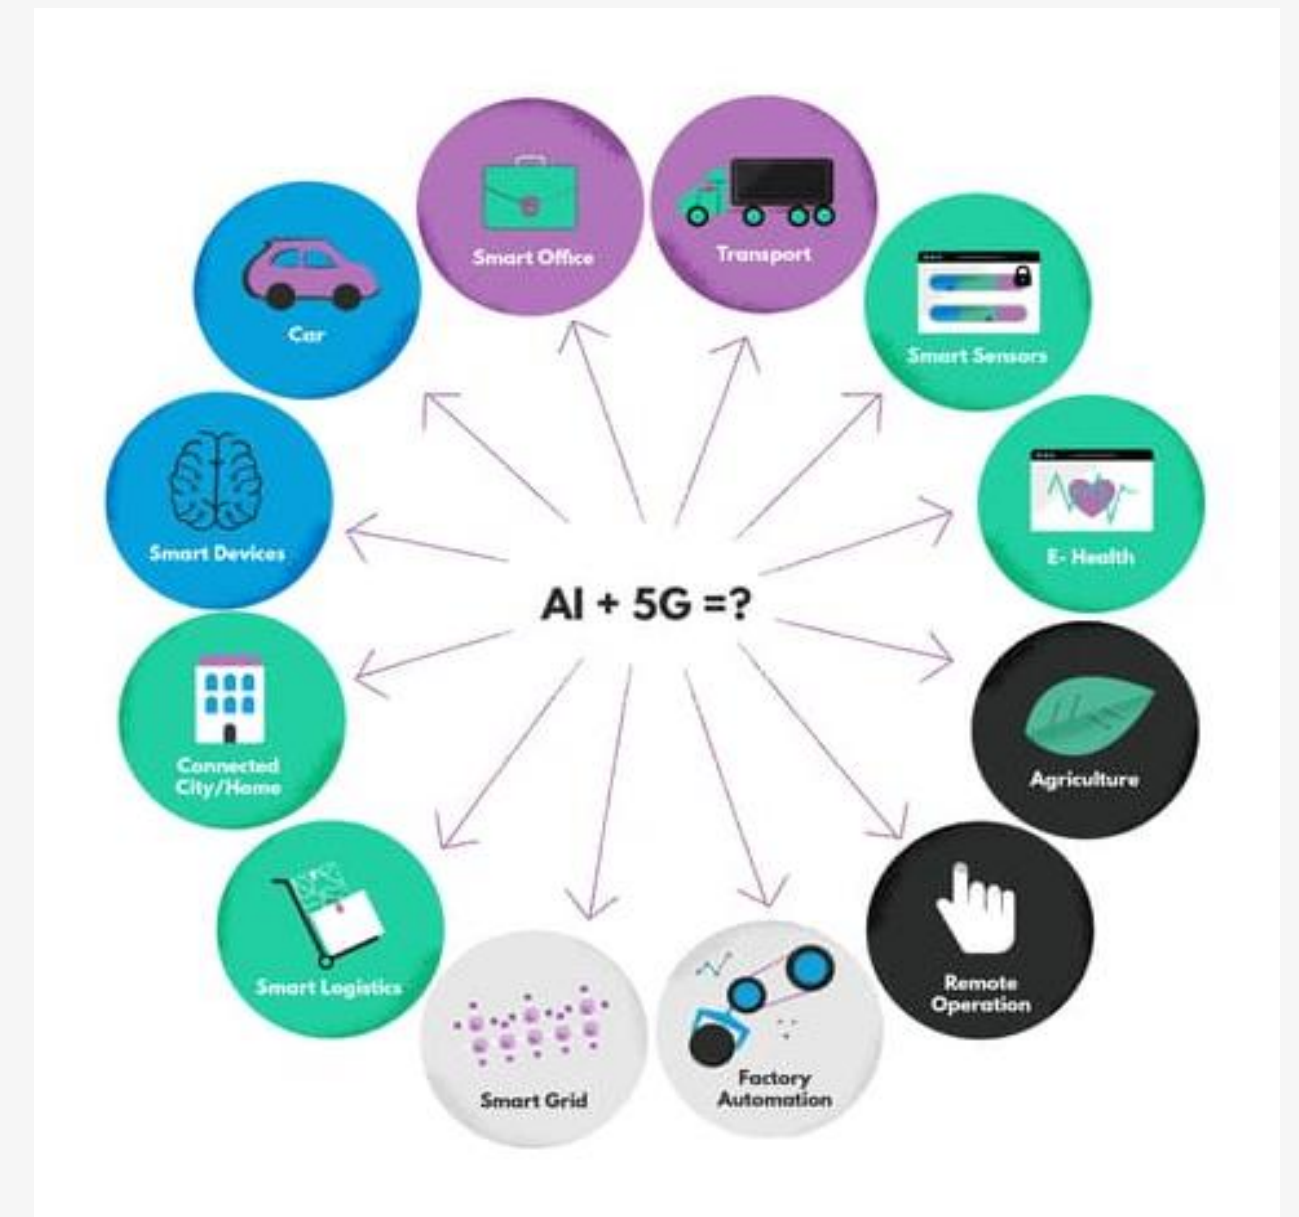 Smart Office
Transport
Car
Smart Sensors
Smart Devices
E- Health
AI + 5G =?
Connected
City/Home
Agriculture
Smart Logistics
Remote
Operation
Smart Grid
Factory
Automation